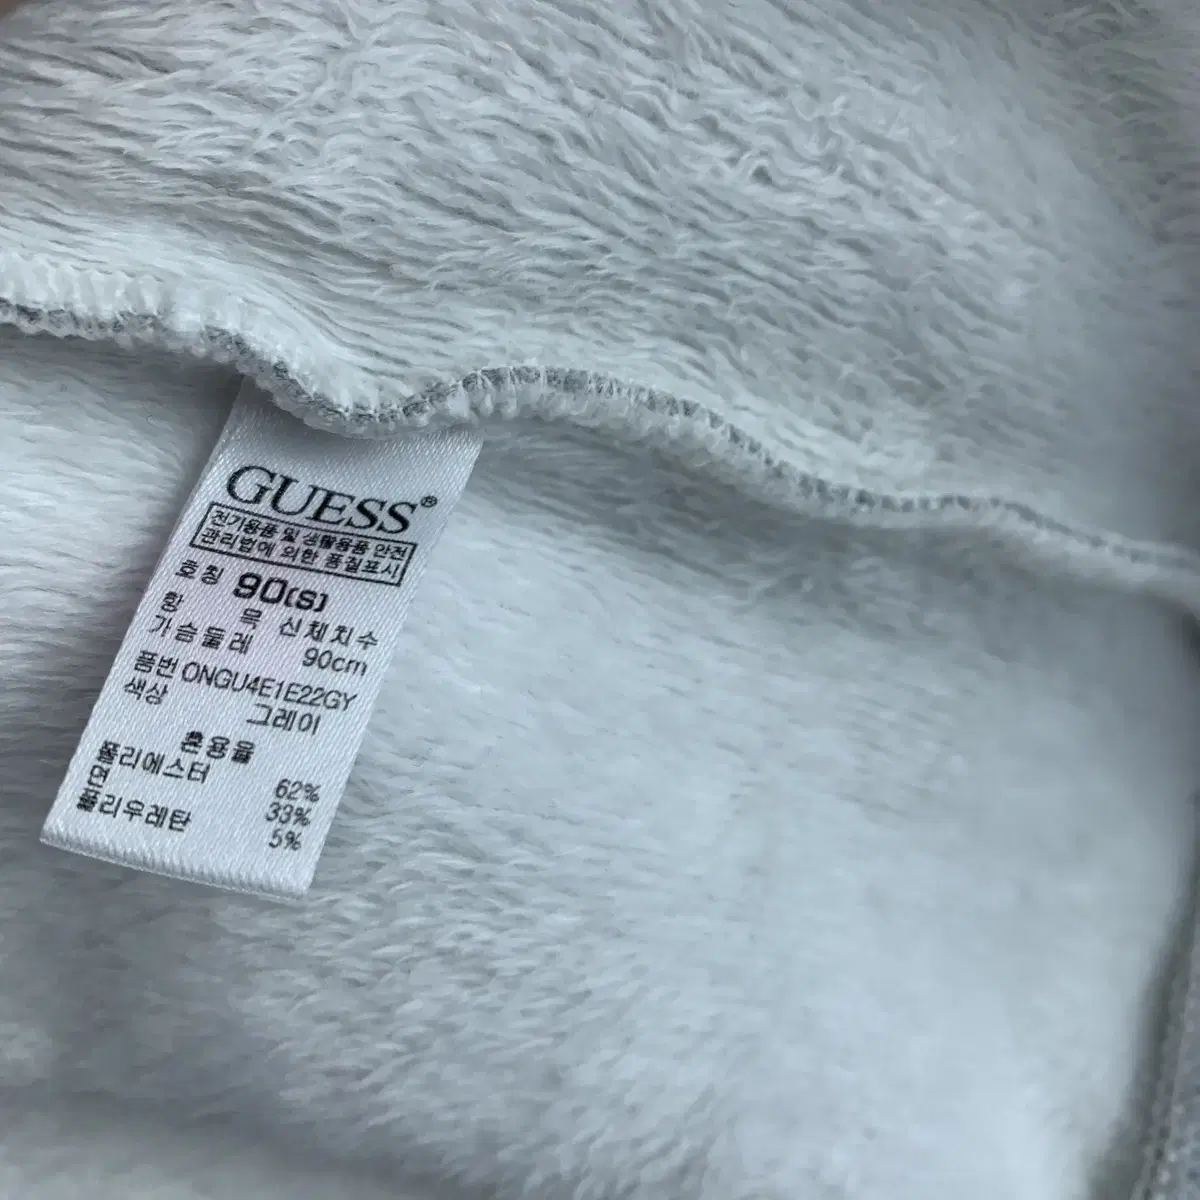 GUESS®
전기용품 및 생활용품 안전
관리법에 의한 품질표시
호칭 90(S)
항 목 신체치수
가슴둘레 90cm
품번 ONGU4E1E22GY
색상 그레이
혼용율
폴리에스터 62%
면 33%
폴리우레탄 5%